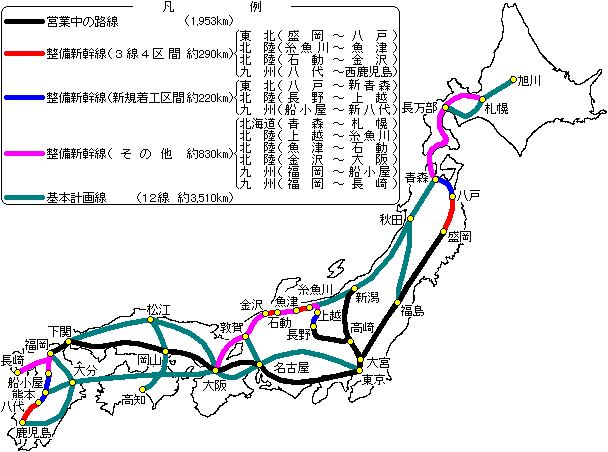 凡　例
営業中の路線 (1,953km)
整備新幹線(３線４区間 約290km)
東 北(盛 岡 ～ 八 戸)
北 陸(糸魚川～ 魚 津)
北 陸(石 動 ～ 金 沢)
九 州(八 代 ～西鹿児島)
整備新幹線(新規着工区間約220km)
東 北(八 戸 ～新青森)
北 陸(長 野 ～ 上 越)
九 州(船小屋～ 新八代)
整備新幹線(その他 約830km)
北海道(青 森～ 札 幌)
北 陸(上 越～ 糸魚川)
北 陸(魚 津～ 石 動)
北 陸(金 沢～ 大 阪)
九 州(福 岡～ 船小屋)
九 州(福 岡～ 長 崎)
基本計画線 (12線 約3,510km)
旭川
長万部
札幌
青森
八戸
秋田
盛岡
糸魚川
新潟
福島
金沢
魚津
上越
石動
長野
高崎
松江
敦賀
下関
福岡
岡山
大宮
長崎
大分
名古屋
東京
船小屋
大阪
熊本
高知
八代
鹿児島